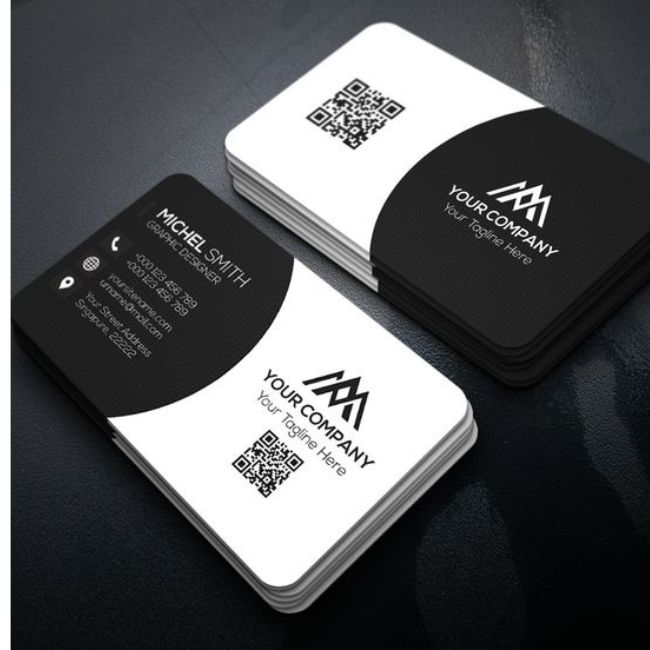 YOUR COMPANY
Your Tagline Here
MICHEL SMITH
GRAPHIC DESIGNER
+000 123 456 789
+000 123 456 789
yoursitename.com
urname@mail.com
Your Street Address
Singapure, 22222
YOUR COMPANY
Your Tagline Here